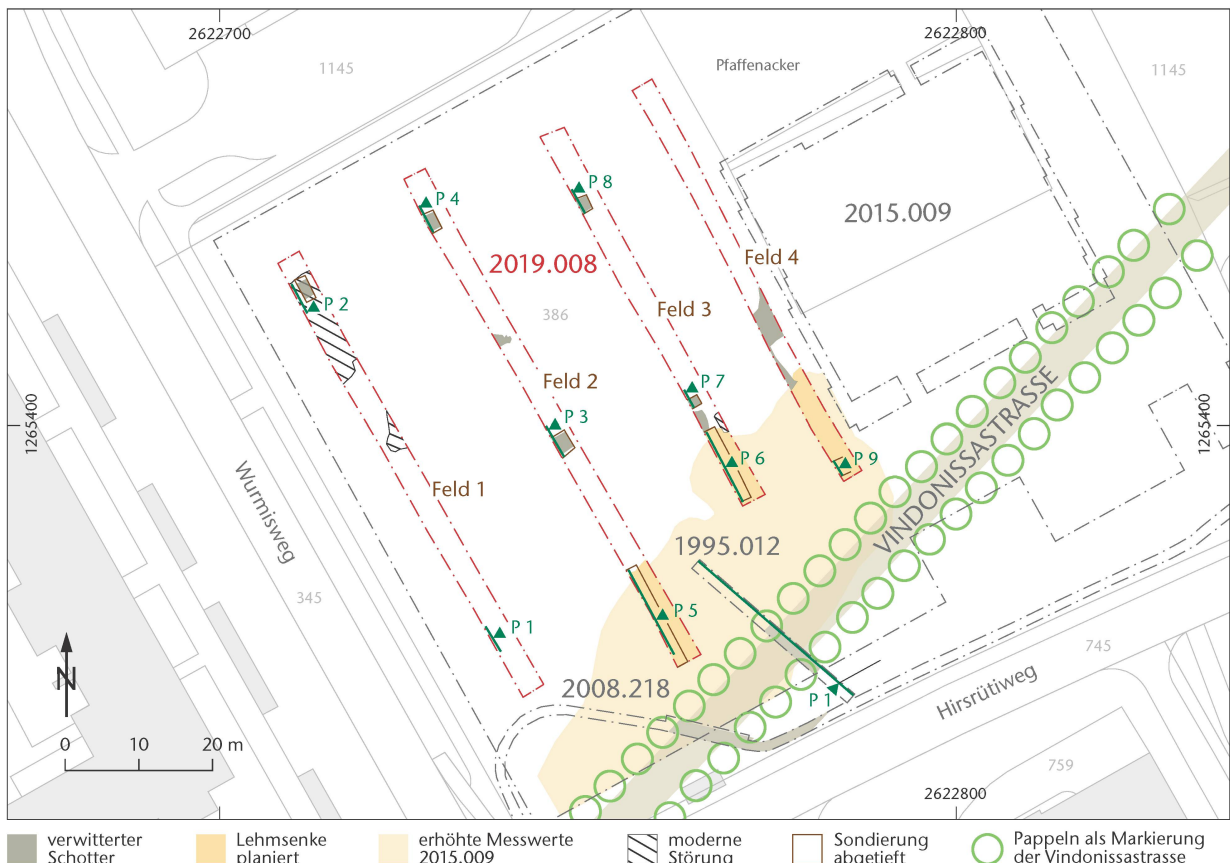 2622700
2622800
1145
Pfaffenacker
1145
P 4
P 8
2015.009
2019.008
Feld 4
P 2
386
Feld 3
1265400
P 7
Feld 2
P 3
VINDONISSASTRASSE
1265400
Wurmisweg
Feld 1
P 6
P 9
1995.012
345
P 5
P 1
745
2008.218
P 1
Hirsrütiweg
N
0 10 20 m
759
2622800
verwitterter
Schotter
Lehmsenke
planiert
erhöhte Messwerte
2015.009
moderne
Störung
Sondierung
abgetieft
Pappeln als Markierung
der Vindonissastrasse